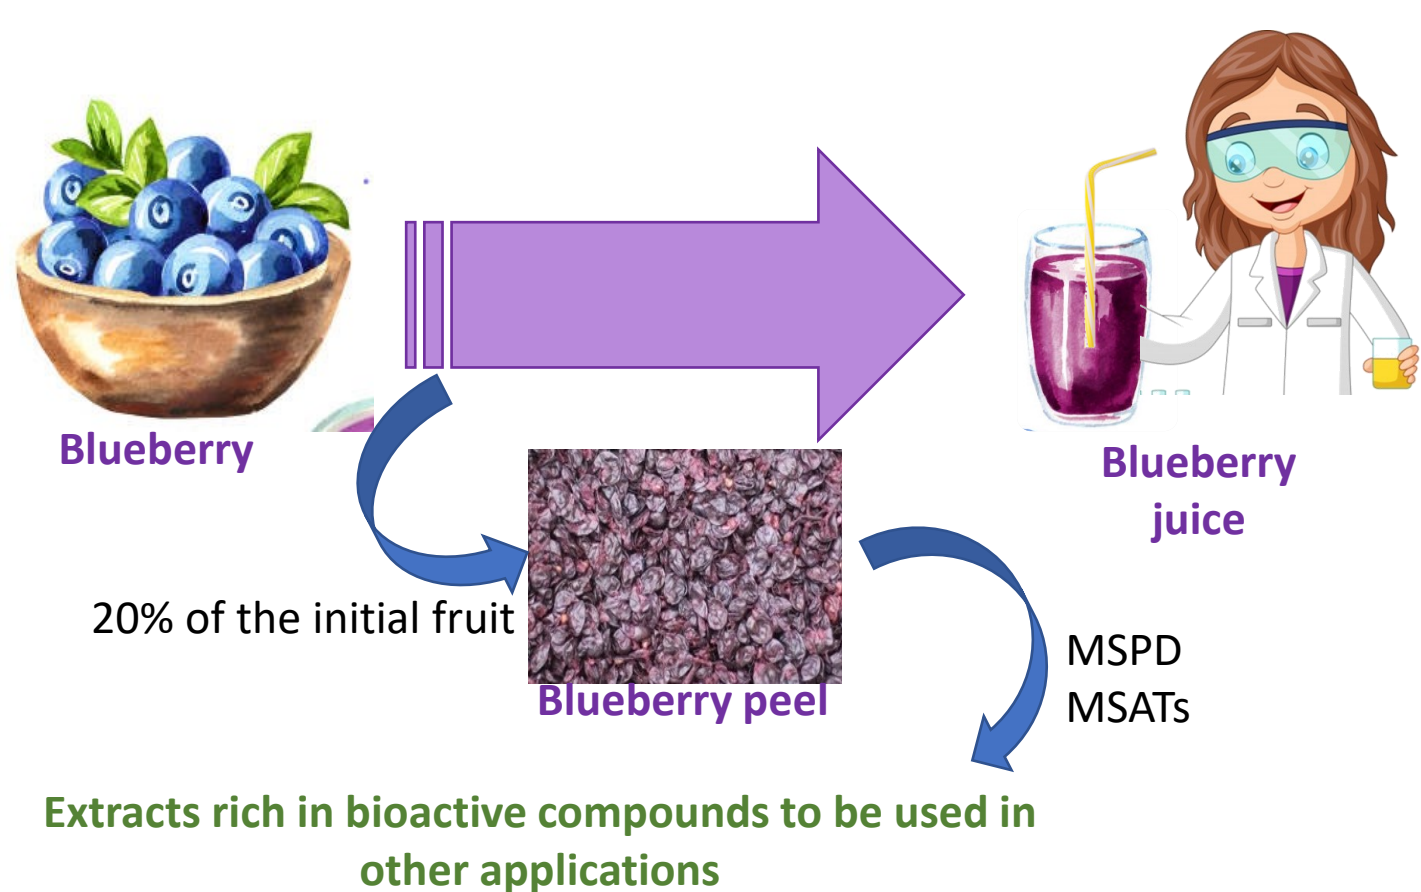 Blueberry
Blueberry
juice
20% of the initial fruit
Blueberry peel
MSPD
MSATs
Extracts rich in bioactive compounds to be used in
other applications